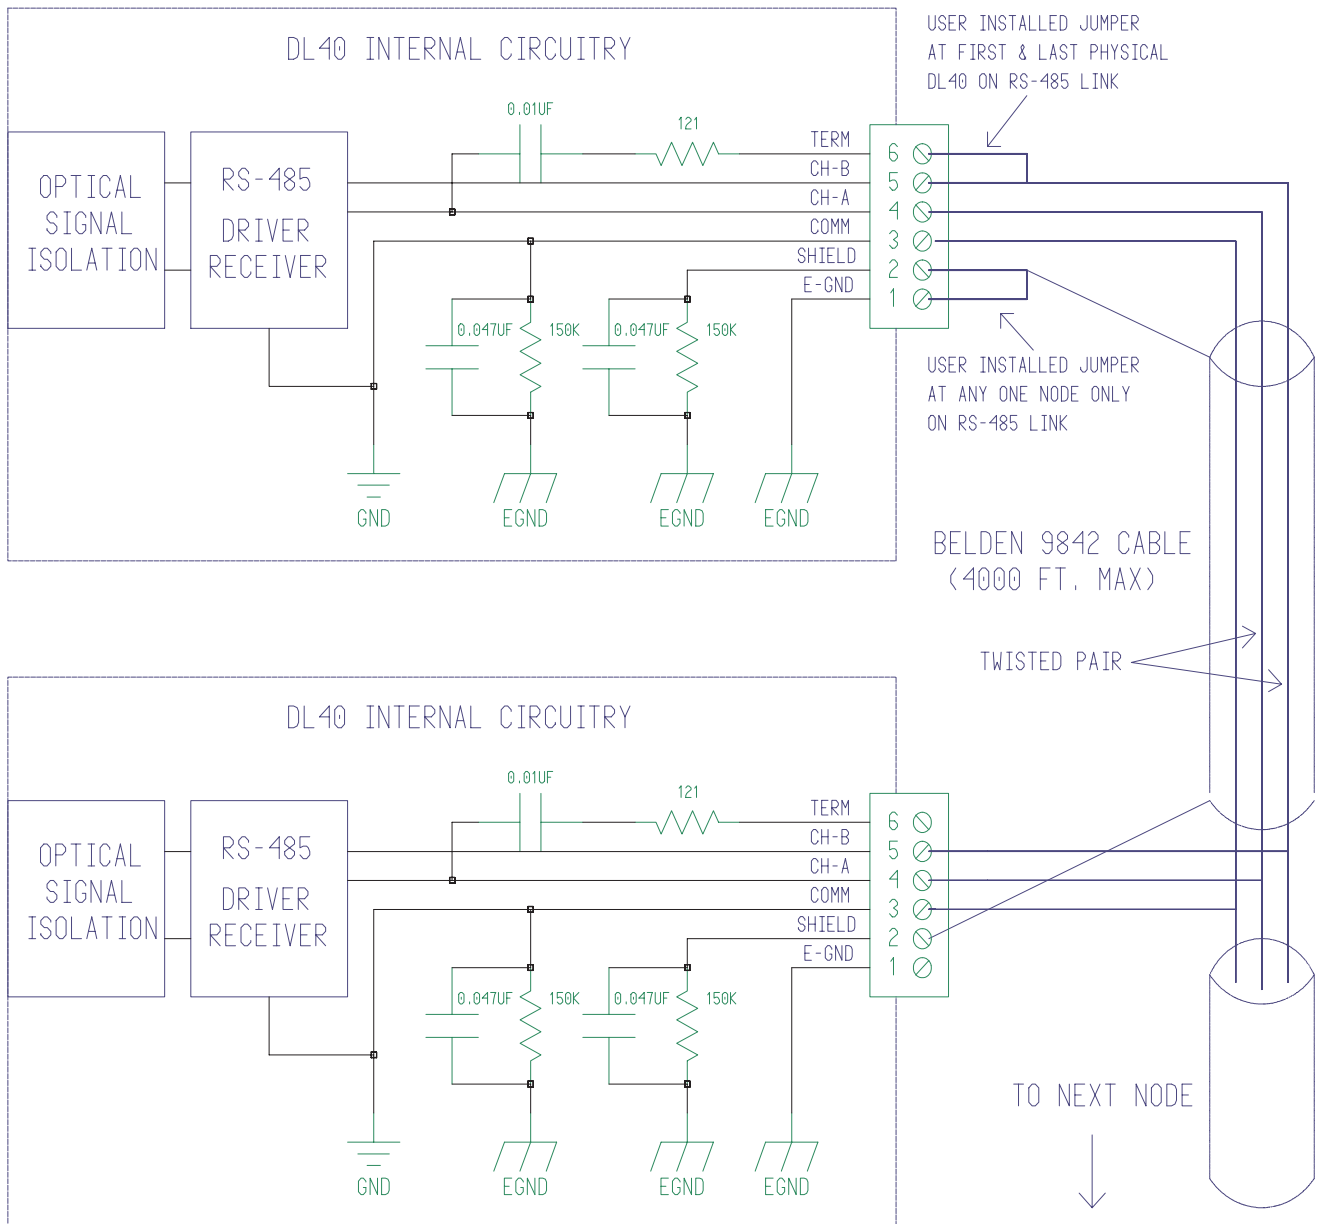 DL40 INTERNAL CIRCUITRY
USER INSTALLED JUMPER
AT FIRST & LAST PHYSICAL
DL40 ON RS-485 LINK
0.01UF
121
OPTICAL
SIGNAL
ISOLATION
RS-485
DRIVER
RECEIVER
TERM
CH-B
CH-A
COMM
SHIELD
E-GND
6
5
4
3
2
1
0.047UF
150K
0.047UF
150K
USER INSTALLED JUMPER
AT ANY ONE NODE ONLY
ON RS-485 LINK
GND
EGND
EGND
EGND
BELDEN 9842 CABLE
(4000 FT. MAX)
TWISTED PAIR
DL40 INTERNAL CIRCUITRY
0.01UF
121
OPTICAL
SIGNAL
ISOLATION
RS-485
DRIVER
RECEIVER
TERM
CH-B
CH-A
COMM
SHIELD
E-GND
6
5
4
3
2
1
0.047UF
150K
0.047UF
150K
GND
EGND
EGND
EGND
TO NEXT NODE